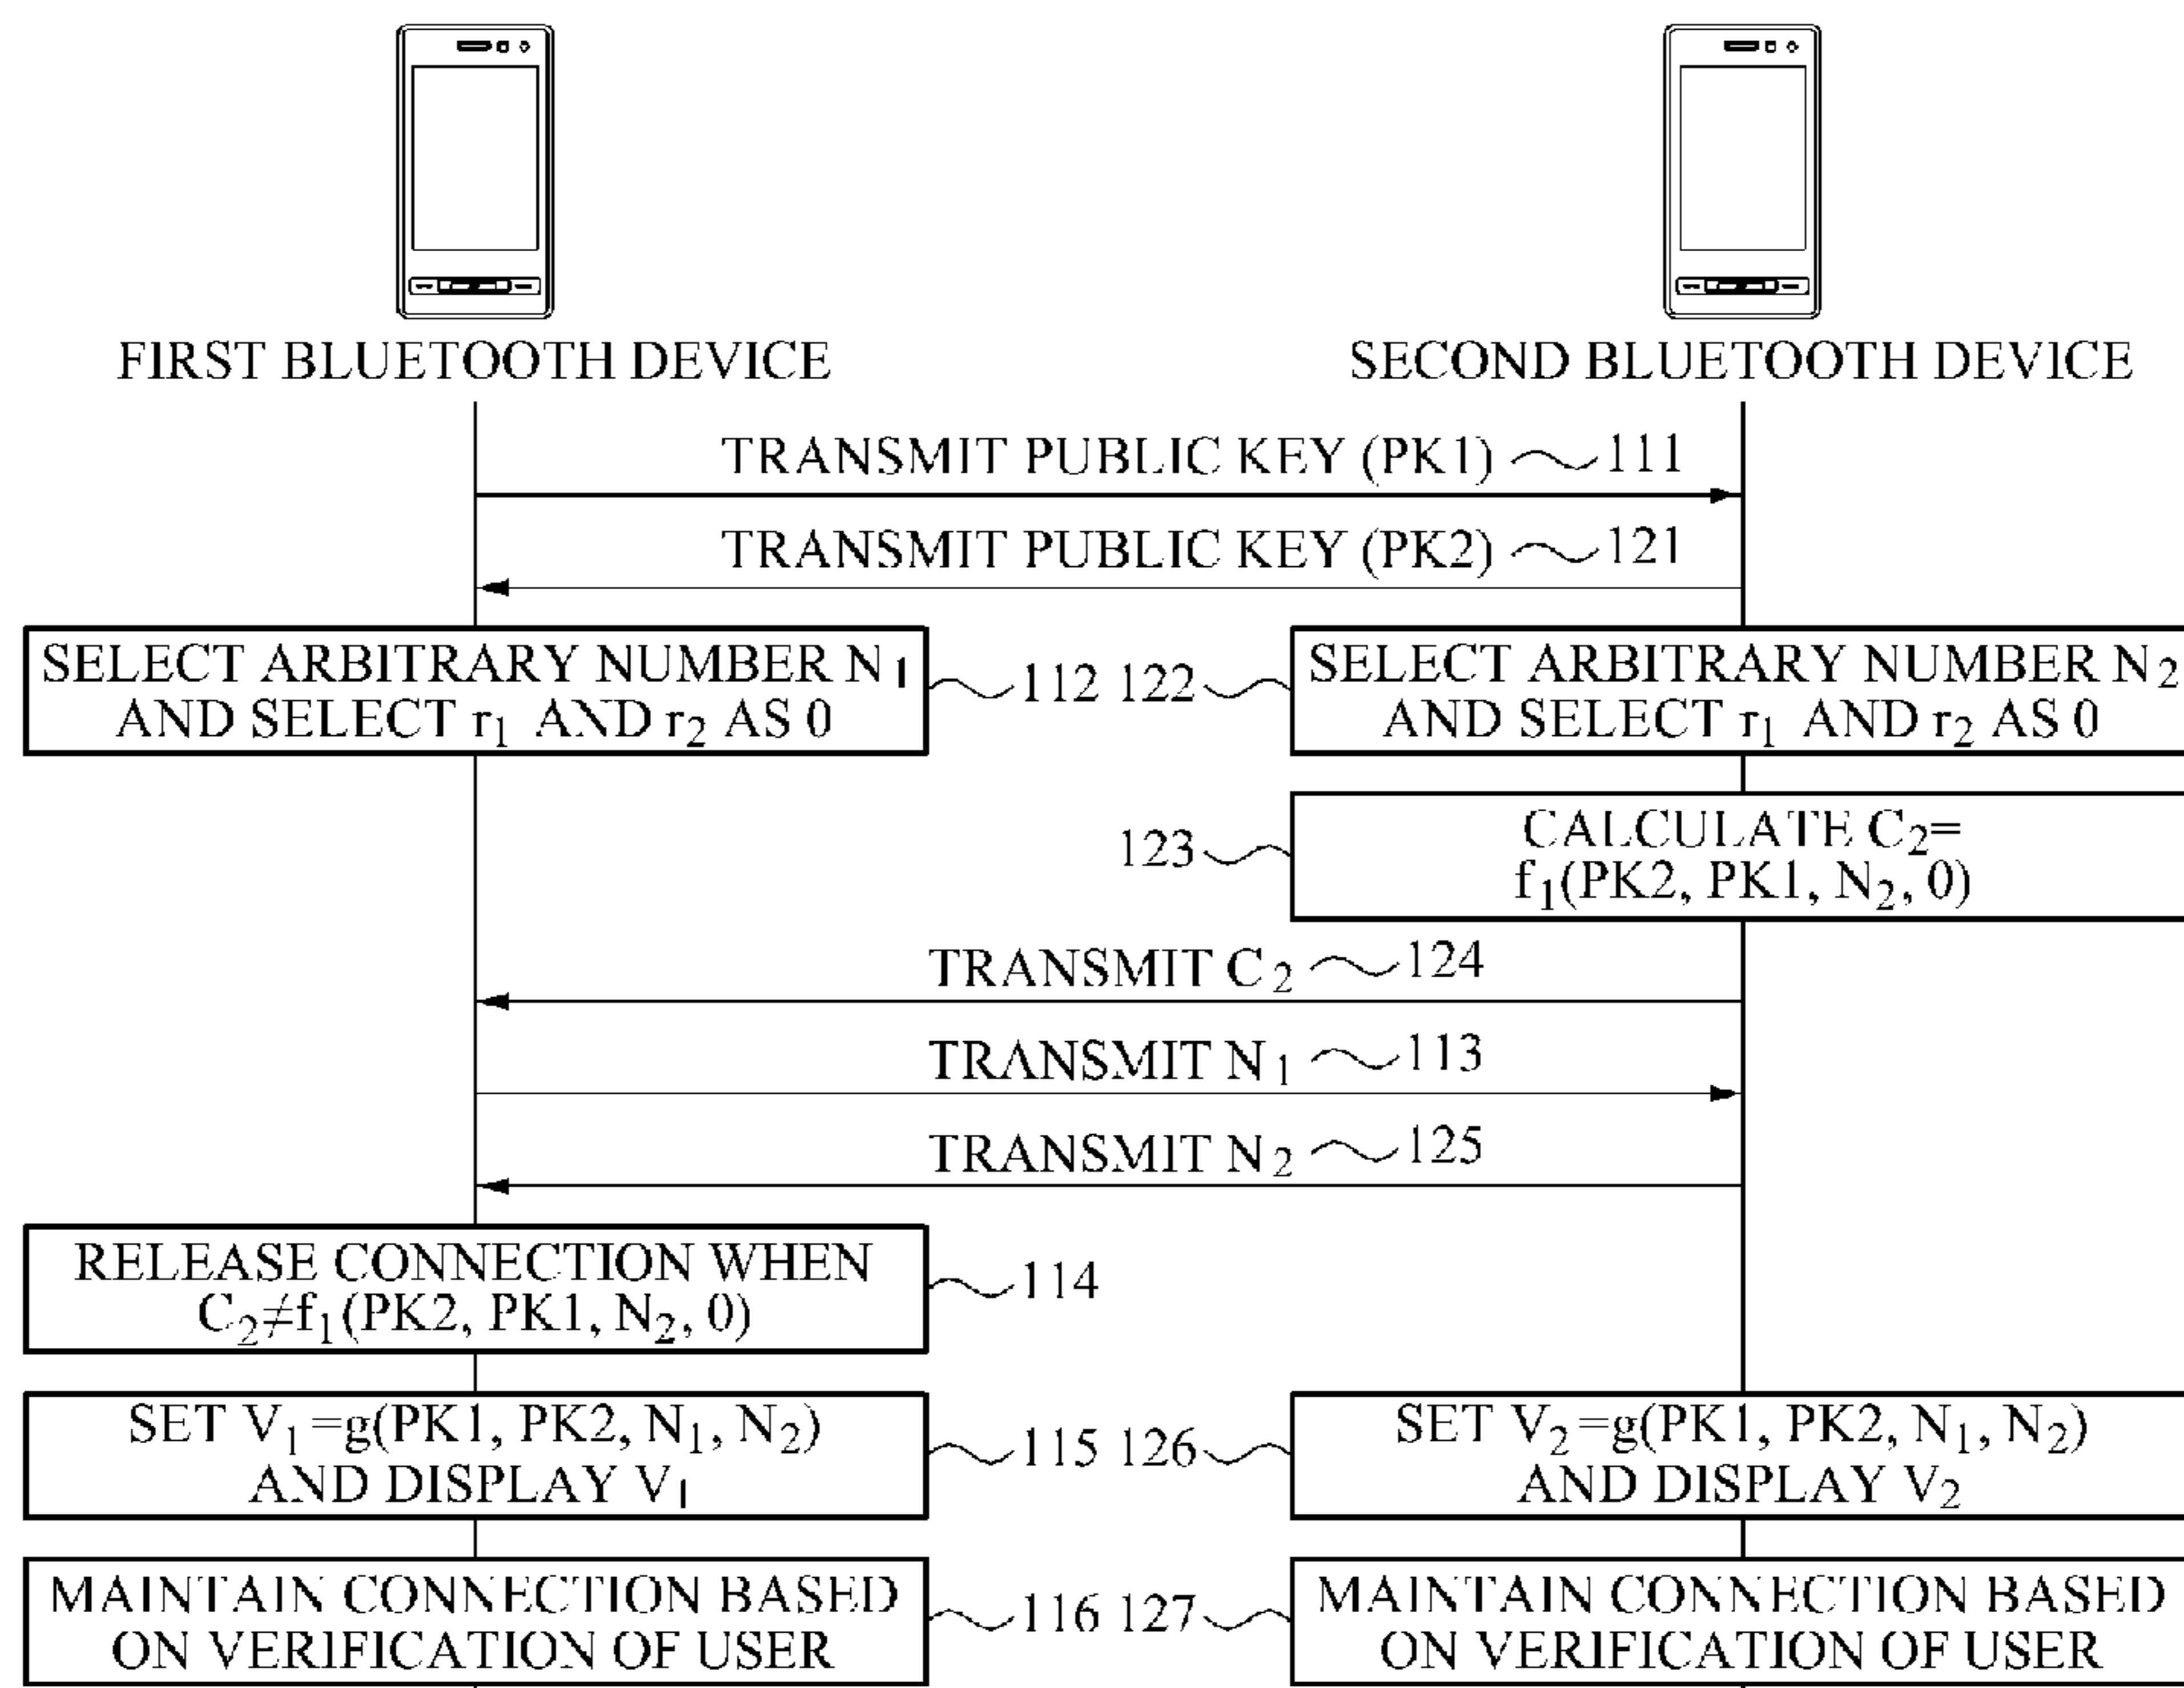 FIRST BLUETOOTH DEVICE
SECOND BLUETOOTH DEVICE
TRANSMIT PUBLIC KEY (PK1) 111
TRANSMIT PUBLIC KEY (PK2) 121
SELECT ARBITRARY NUMBER N₁
AND SELECT r₁ AND r₂ AS 0
112
122
SELECT ARBITRARY NUMBER N₂
AND SELECT r₁ AND r₂ AS 0
123
CALCULATE C₂=
f₁(PK2, PK1, N₂, 0)
TRANSMIT C₂ 124
TRANSMIT N₁ 113
TRANSMIT N₂ 125
RELEASE CONNECTION WHEN
C₂≠f₁(PK2, PK1, N₂, 0)
114
SET V₁=g(PK1, PK2, N₁, N₂)
AND DISPLAY V₁
115
126
SET V₂=g(PK1, PK2, N₁, N₂)
AND DISPLAY V₂
MAINTAIN CONNECTION BASED
ON VERIFICATION OF USER
116
127
MAINTAIN CONNECTION BASED
ON VERIFICATION OF USER